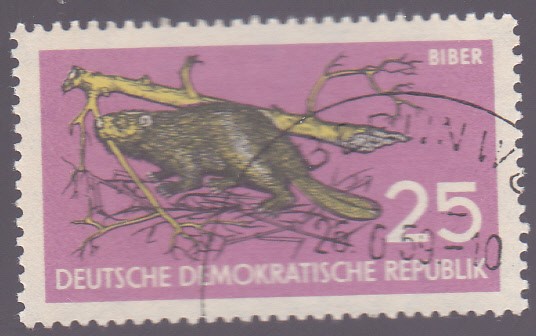 BIBER
25
DEUTSCHE DEMOKRATISCHE REPUBLIK